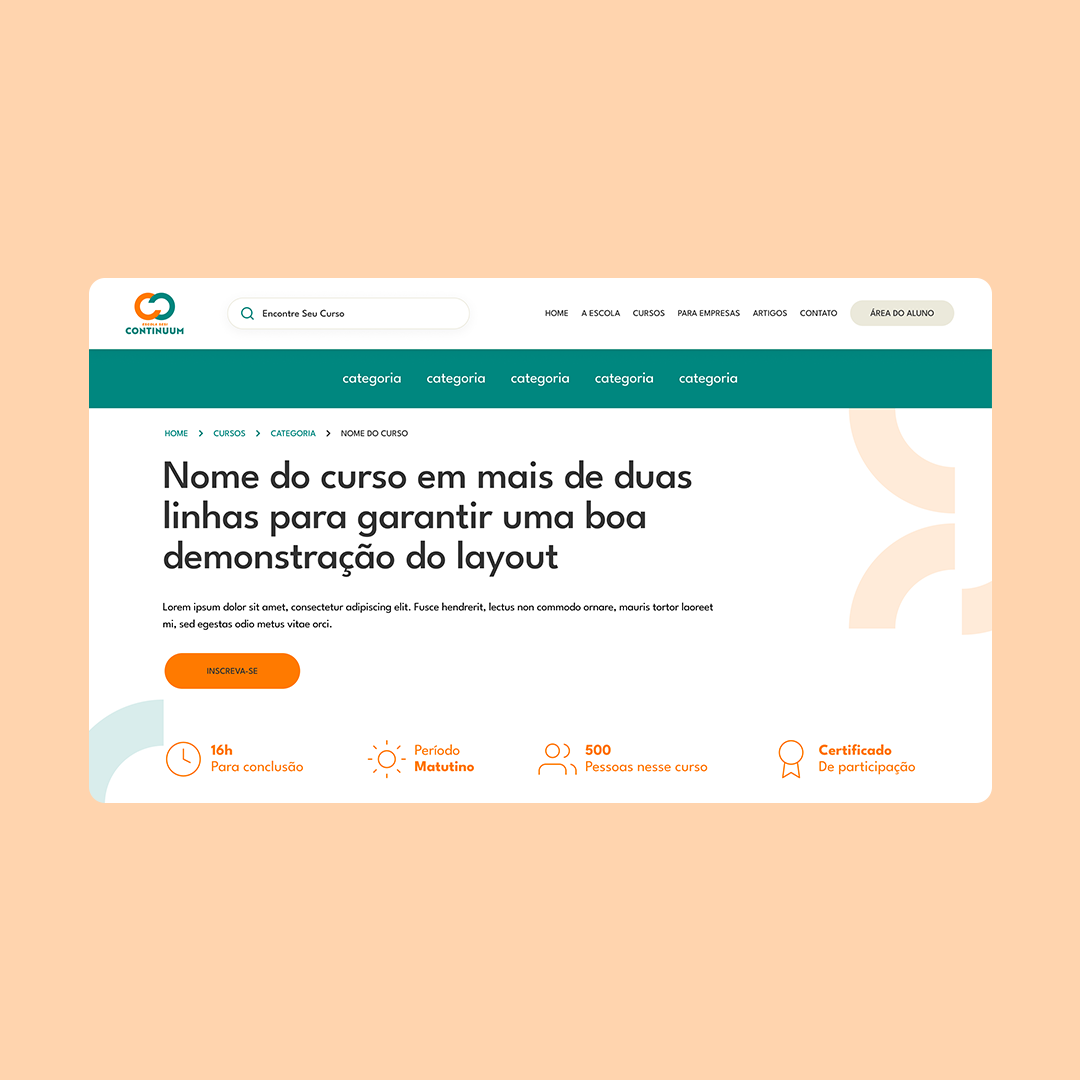 ESCOLA SESI
CONTINUUM
Encontre Seu Curso
HOME A ESCOLA CURSOS PARA EMPRESAS ARTIGOS CONTATO ÁREA DO ALUNO
categoria categoria categoria categoria categoria
HOME > CURSOS > CATEGORIA > NOME DO CURSO
Nome do curso em mais de duas
linhas para garantir uma boa
demonstração do layout
Lorem ipsum dolor sit amet, consectetur adipiscing elit. Fusce hendrerit, lectus non commodo ornare, mauris tortor laoreet
mi, sed egestas odio metus vitae orci.
INSCREVA-SE
16h
Para conclusão
Período
Matutino
500
Pessoas nesse curso
Certificado
De participação